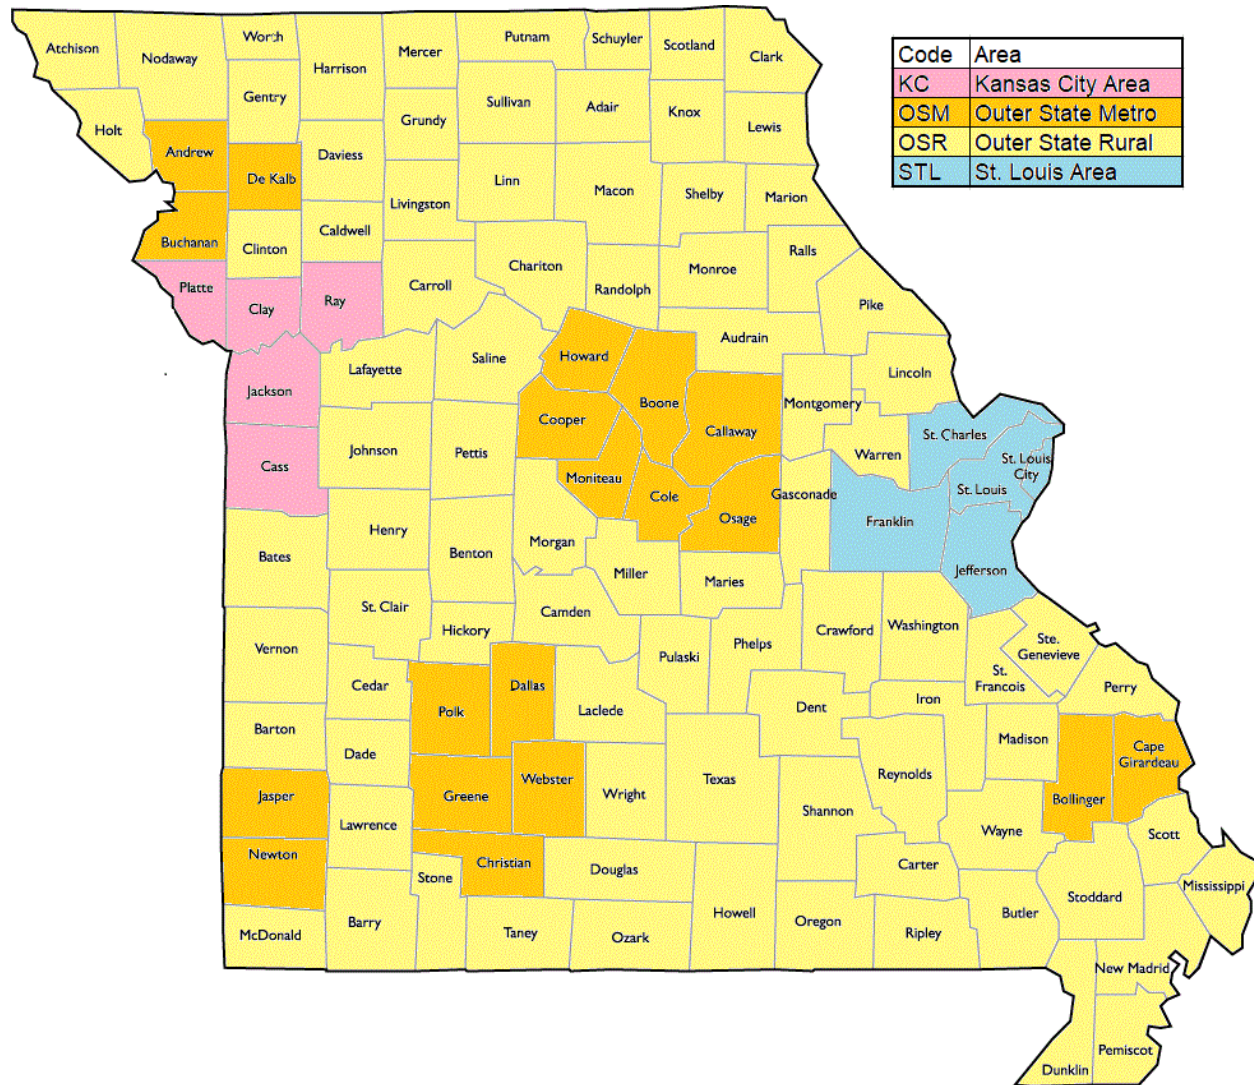 Code Area
KC Kansas City Area
OSM Outer State Metro
OSR Outer State Rural
STL St. Louis Area
Atchison
Nodaway
Worth
Harrison
Mercer
Putnam
Schuyler
Scotland
Clark
Gentry
Holt
Andrew
De Kalb
Daviess
Grundy
Sullivan
Adair
Knox
Lewis
Linn
Macon
Shelby
Marion
Livingston
Buchanan
Clinton
Caldwell
Carroll
Chariton
Randolph
Monroe
Ralls
Pike
Platte
Clay
Ray
Audrain
Howard
Saline
Lafayette
Jackson
Boone
Cooper
Callaway
Montgomery
Lincoln
Warren
St. Charles
St. Louis
City
St. Louis
Cass
Johnson
Pettis
Moniteau
Cole
Osage
Gasconade
Franklin
Jefferson
Bates
Henry
Benton
Morgan
Miller
Maries
St. Clair
Hickory
Camden
Pulaski
Phelps
Crawford
Washington
Ste.
Genevieve
St.
Francois
Perry
Vernon
Cedar
Polk
Dallas
Laclede
Dent
Iron
Madison
Bollinger
Cape
Girardeau
Barton
Dade
Jasper
Lawrence
Greene
Webster
Wright
Texas
Shannon
Reynolds
Wayne
Scott
Newton
Christian
Stone
Douglas
Carter
Stoddard
Mississippi
McDonald
Barry
Taney
Ozark
Howell
Oregon
Ripley
Butler
New Madrid
Dunklin
Pemiscot